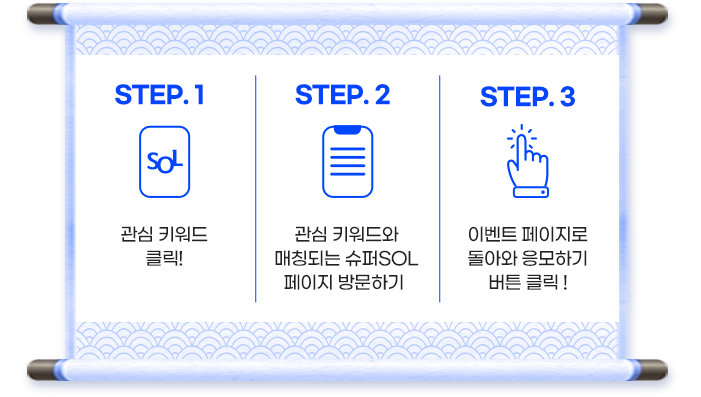 STEP. 1
SOL
관심 키워드
클릭!
STEP. 2
관심 키워드와
매칭되는 슈퍼SOL
페이지 방문하기
STEP. 3
이벤트 페이지로
돌아와 응모하기
버튼 클릭 !